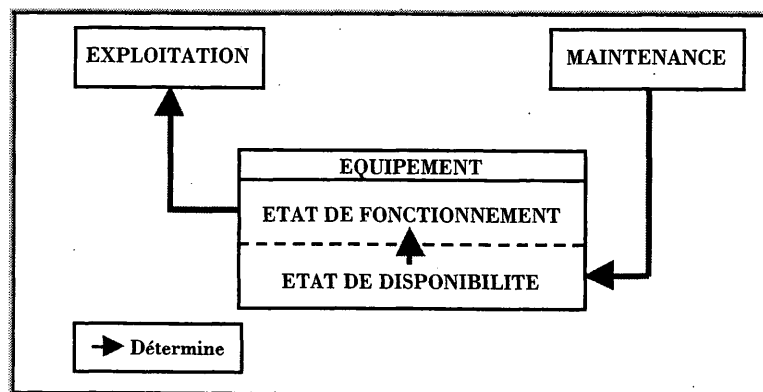 EXPLOITATION
MAINTENANCE
EQUIPEMENT
ETAT DE FONCTIONNEMENT
ETAT DE DISPONIBILITE
Détermine